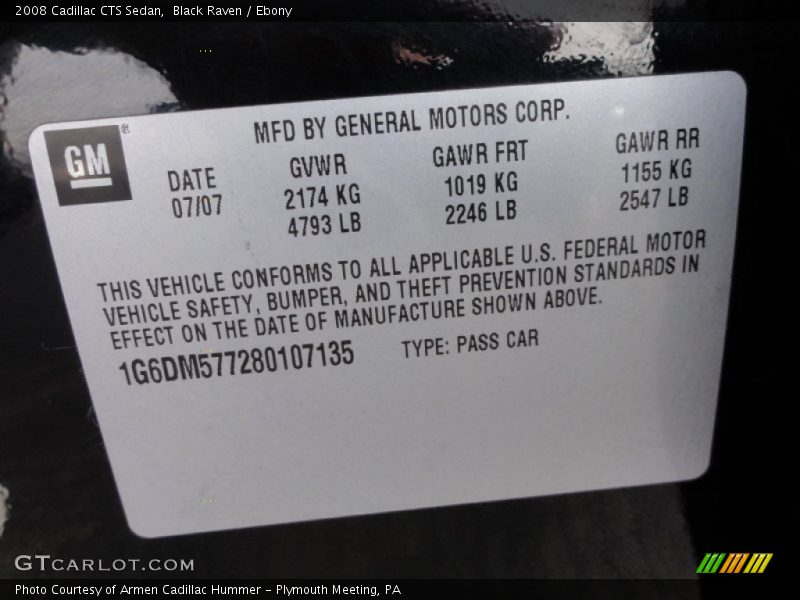 2008 Cadillac CTS Sedan,  Black Raven / Ebony
GM®
MFD BY GENERAL MOTORS CORP.
DATE GVWR GAWR FRT GAWR RR
07/07 2174 KG 1019 KG 1155 KG
4793 LB 2246 LB 2547 LB
THIS VEHICLE CONFORMS TO ALL APPLICABLE U.S. FEDERAL MOTOR
VEHICLE SAFETY, BUMPER, AND THEFT PREVENTION STANDARDS IN
EFFECT ON THE DATE OF MANUFACTURE SHOWN ABOVE.
1G6DM577280107135 TYPE: PASS CAR
GTCARLOT.COM
Photo Courtesy of Armen Cadillac Hummer – Plymouth Meeting, PA